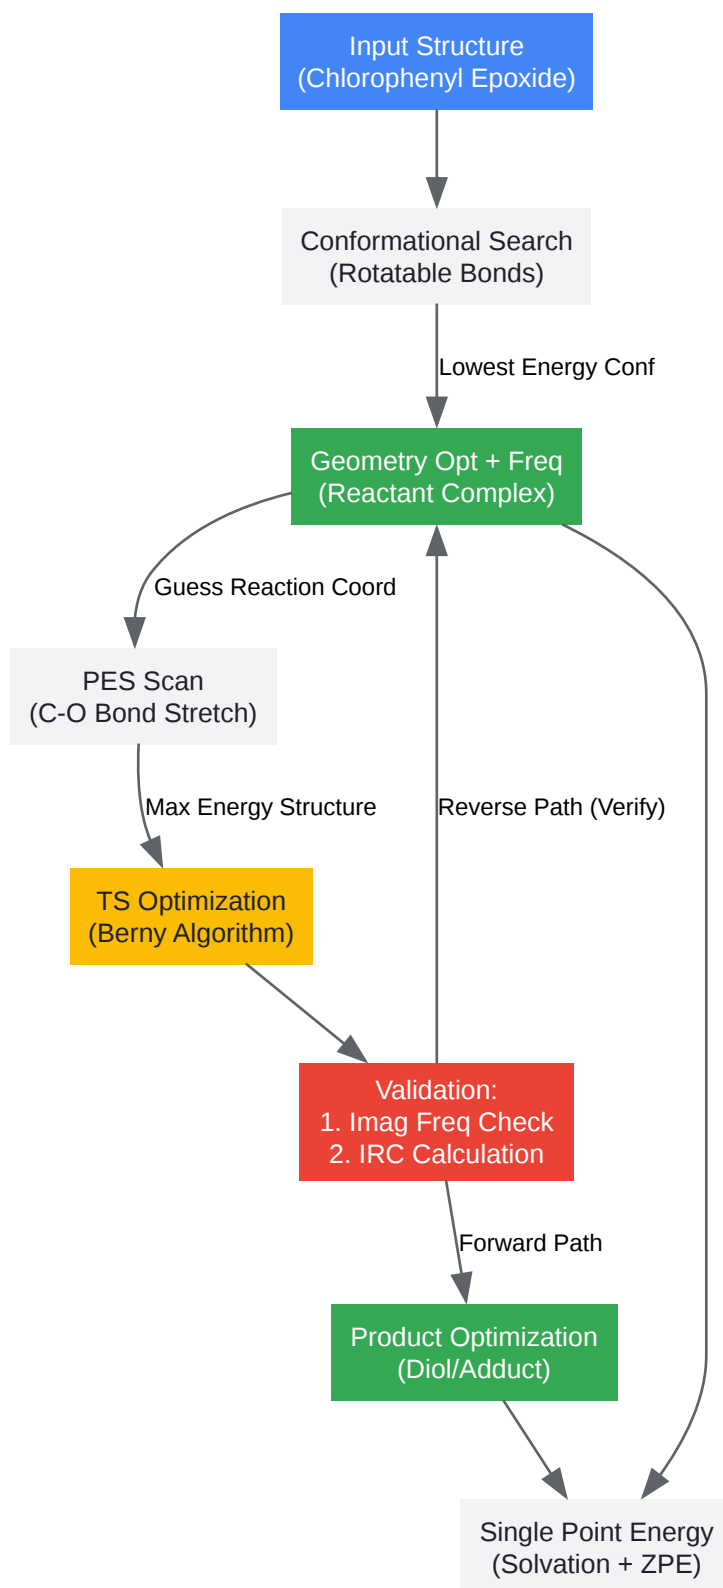 Input Structure
(Chlorophenyl Epoxide)
Conformational Search
(Rotatable Bonds)
Lowest Energy Conf
Geometry Opt + Freq
(Reactant Complex)
Guess Reaction Coord
PES Scan
(C-O Bond Stretch)
Max Energy Structure
Reverse Path (Verify)
TS Optimization
(Berny Algorithm)
Validation:
1. Imag Freq Check
2. IRC Calculation
Forward Path
Product Optimization
(Diol/Adduct)
Single Point Energy
(Solvation + ZPE)